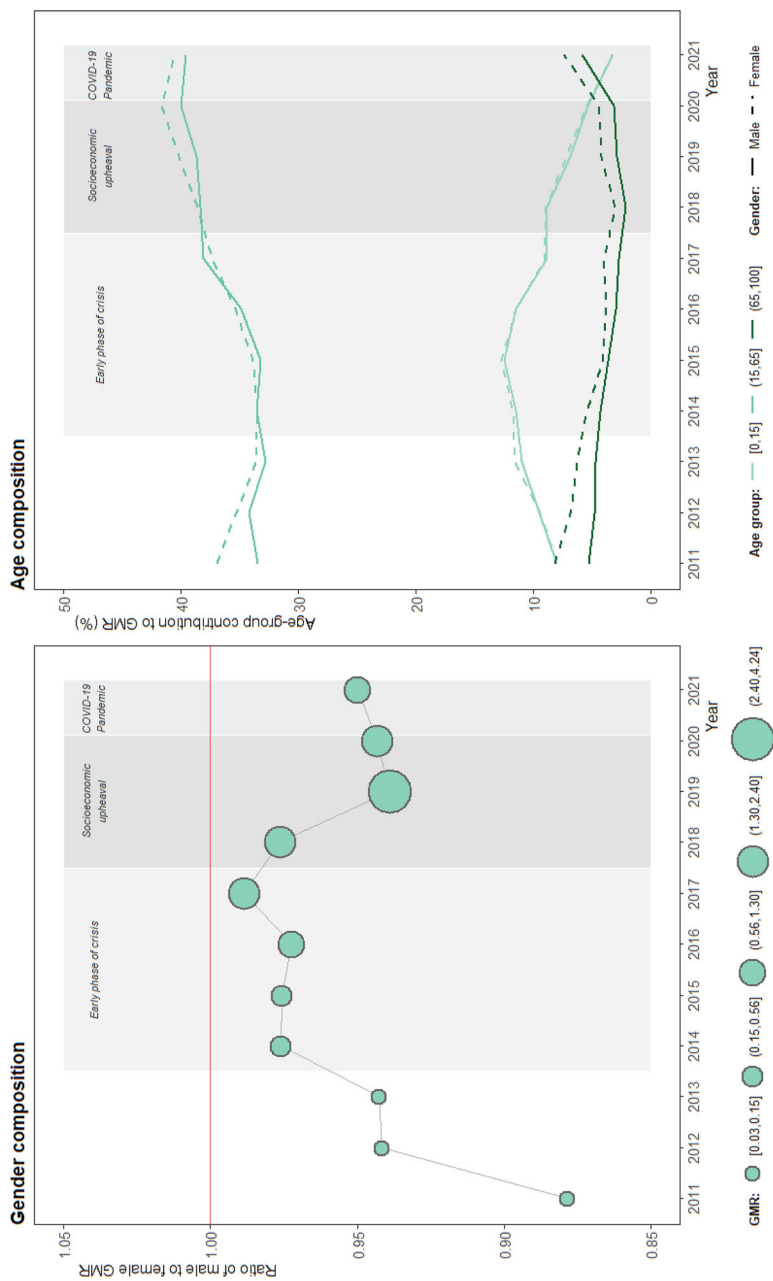 Gender composition
Ratio of male to female GMR
1.05
1.00
0.95
0.90
0.85
Early phase of crisis
Socioeconomic
upheaval
COVID-19
Pandemic
2011 2012 2013 2014 2015 2016 2017 2018 2019 2020 2021
Year
GMR: [0.03,0.15] (0.15,0.56] (0.56,1.30] (1.30,2.40] (2.40,4.24]
Age composition
Age-group contribution to GMR (%)
50
40
30
20
10
0
Early phase of crisis
Socioeconomic
upheaval
COVID-19
Pandemic
2011 2012 2013 2014 2015 2016 2017 2018 2019 2020 2021
Year
Age group: [0,15] (15,65] (65,100] Gender: Male Female